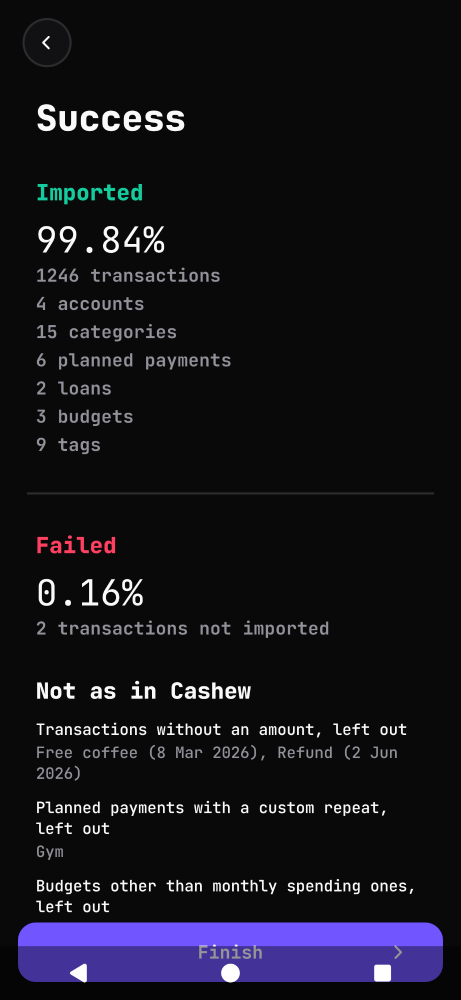 Success
Imported
99.84%
1246 transactions
4 accounts
15 categories
6 planned payments
2 loans
3 budgets
9 tags
Failed
0.16%
2 transactions not imported
Not as in Cashew
Transactions without an amount, left out
Free coffee (8 Mar 2026), Refund (2 Jun
2026)
Planned payments with a custom repeat,
left out
Gym
Budgets other than monthly spending ones,
left out
Finish